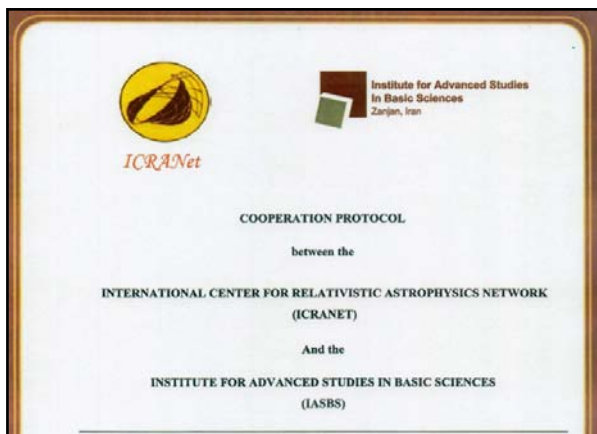 ICRANet
Institute for Advanced Studies
In Basic Sciences
Zanjan, Iran
COOPERATION PROTOCOL
between the
INTERNATIONAL CENTER FOR RELATIVISTIC ASTROPHYSICS NETWORK
(ICRANET)
And the
INSTITUTE FOR ADVANCED STUDIES IN BASIC SCIENCES
(IASBS)